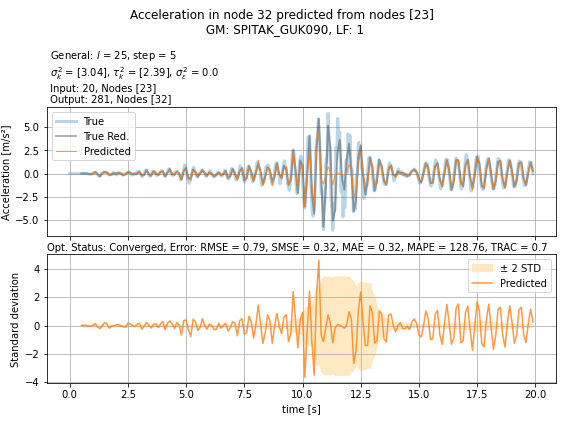 Acceleration in node 32 predicted from nodes [23]
GM: SPITAK_GUK090, LF: 1
General: l = 25, step = 5
σ²ₖ = [3.04], τ²ₖ = [2.39], σ²ε = 0.0
Input: 20, Nodes [23]
Output: 281, Nodes [32]
Acceleration [m/s²]
5.0
2.5
0.0
−2.5
−5.0
True
True Red.
Predicted
Opt. Status: Converged, Error: RMSE = 0.79, SMSE = 0.32, MAE = 0.32, MAPE = 128.76, TRAC = 0.7
Standard deviation
4
2
0
−2
−4
± 2 STD
Predicted
0.0 2.5 5.0 7.5 10.0 12.5 15.0 17.5 20.0
time [s]